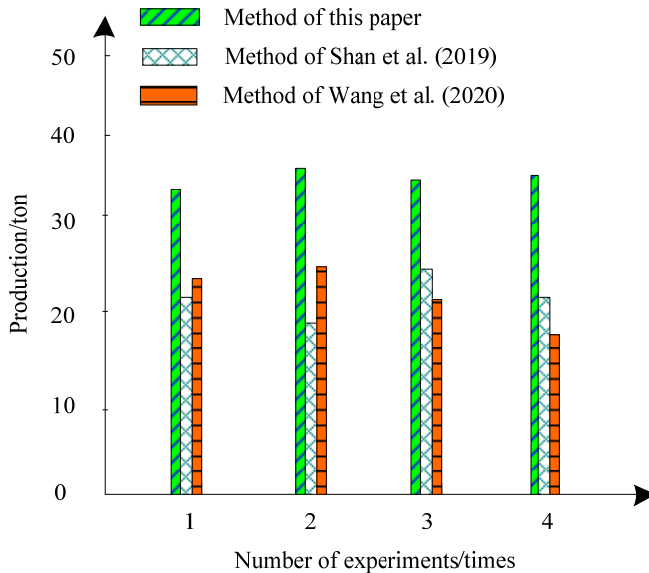 Method of this paper
Method of Shan et al. (2019)
Method of Wang et al. (2020)
Production/ton
50
40
30
20
10
0
1 2 3 4
Number of experiments/times